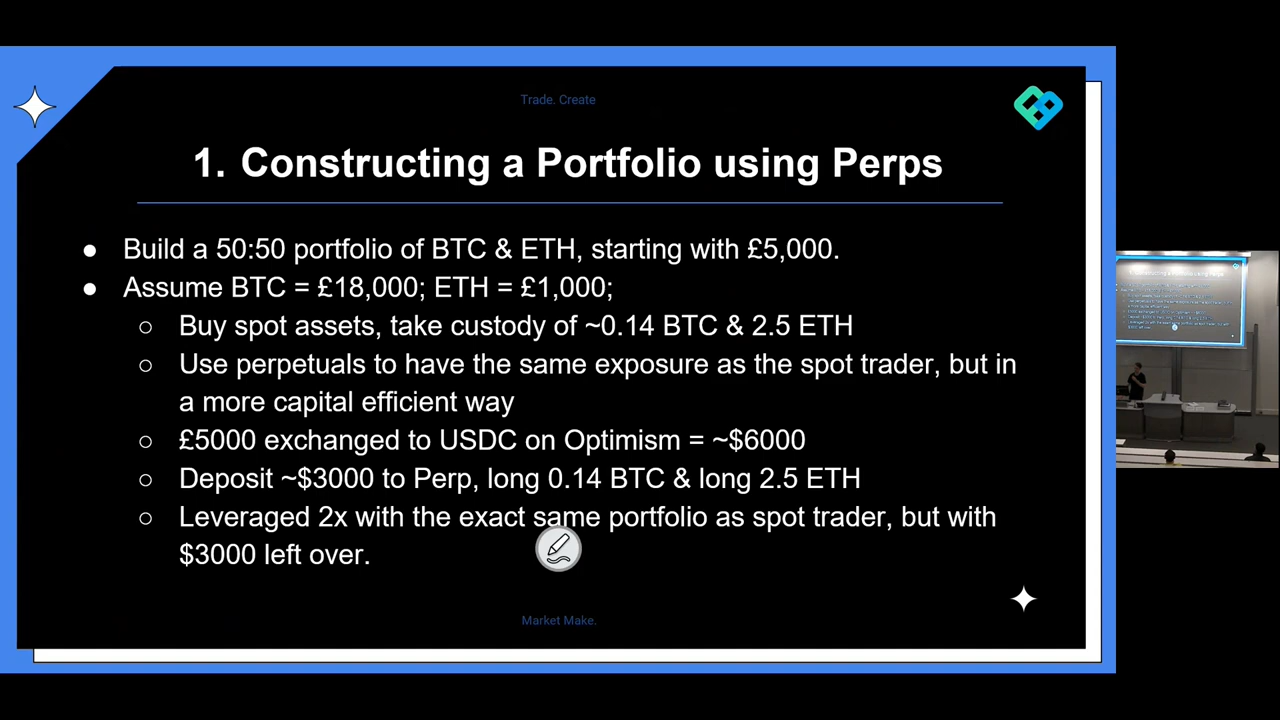 Trade. Create
1. Constructing a Portfolio using Perps
● Build a 50:50 portfolio of BTC & ETH, starting with £5,000.
● Assume BTC = £18,000; ETH = £1,000;
○ Buy spot assets, take custody of ~0.14 BTC & 2.5 ETH
○ Use perpetuals to have the same exposure as the spot trader, but in
a more capital efficient way
○ £5000 exchanged to USDC on Optimism = ~$6000
○ Deposit ~$3000 to Perp, long 0.14 BTC & long 2.5 ETH
○ Leveraged 2x with the exact same portfolio as spot trader, but with
$3000 left over.
Market Make.